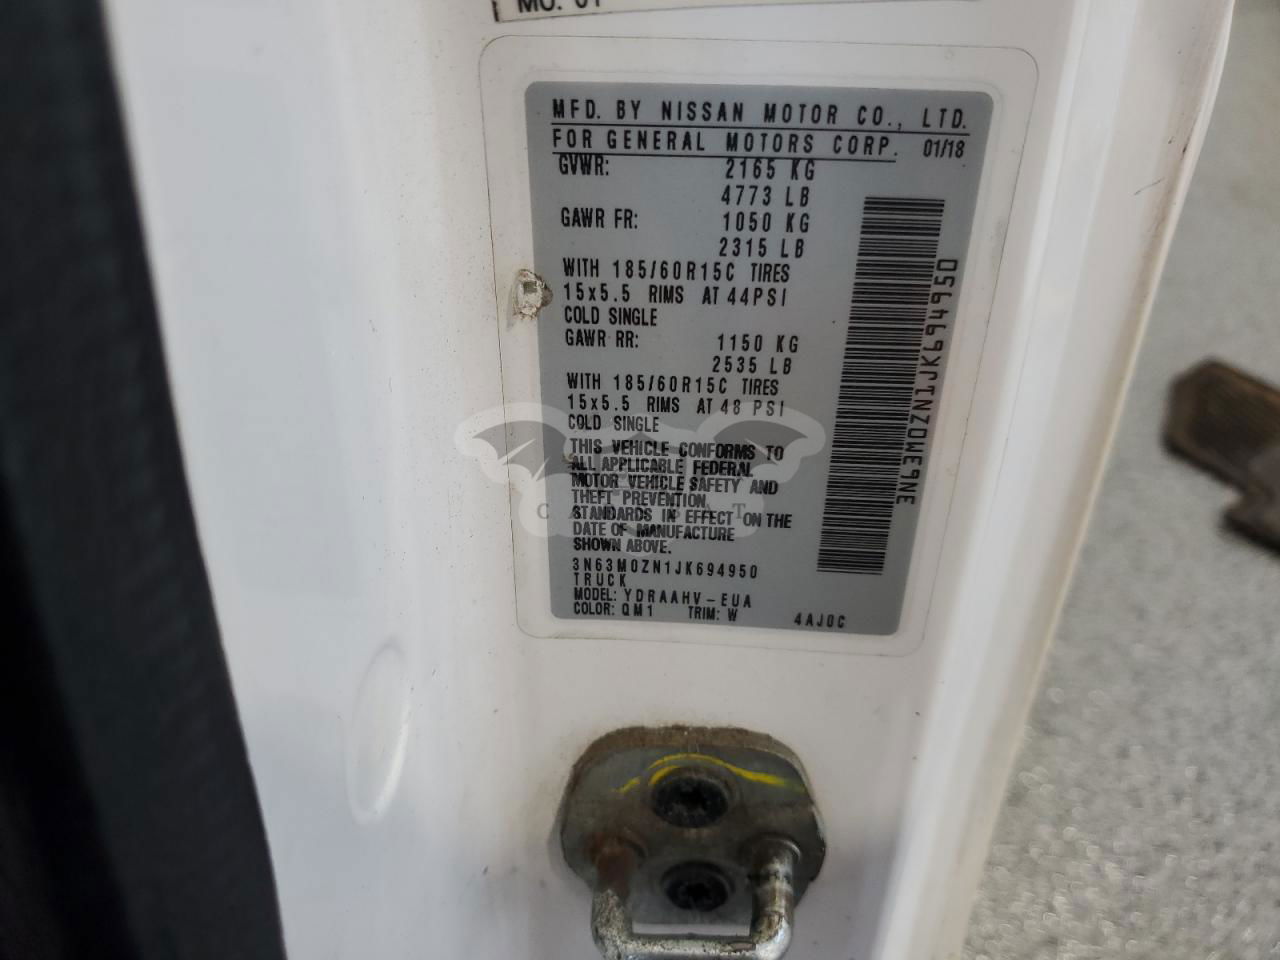 MO. 01
MFD. BY NISSAN MOTOR CO., LTD.
FOR GENERAL MOTORS CORP. 01/18
GVWR: 2165 KG
4773 LB
GAWR FR: 1050 KG
2315 LB
WITH 185/60R15C TIRES
15x5.5 RIMS AT 44PSI
COLD SINGLE
GAWR RR: 1150 KG
2535 LB
WITH 185/60R15C TIRES
15x5.5 RIMS AT 48 PSI
COLD SINGLE
THIS VEHICLE CONFORMS TO
ALL APPLICABLE FEDERAL
MOTOR VEHICLE SAFETY AND
THEFT PREVENTION
STANDARDS IN EFFECT ON THE
DATE OF MANUFACTURE
SHOWN ABOVE.
3N63M0ZN1JK694950
TRUCK
MODEL: YDRAAHV-EUA
COLOR: QM1 TRIM: W 4AJ0C
3N63M0ZN1JK694950